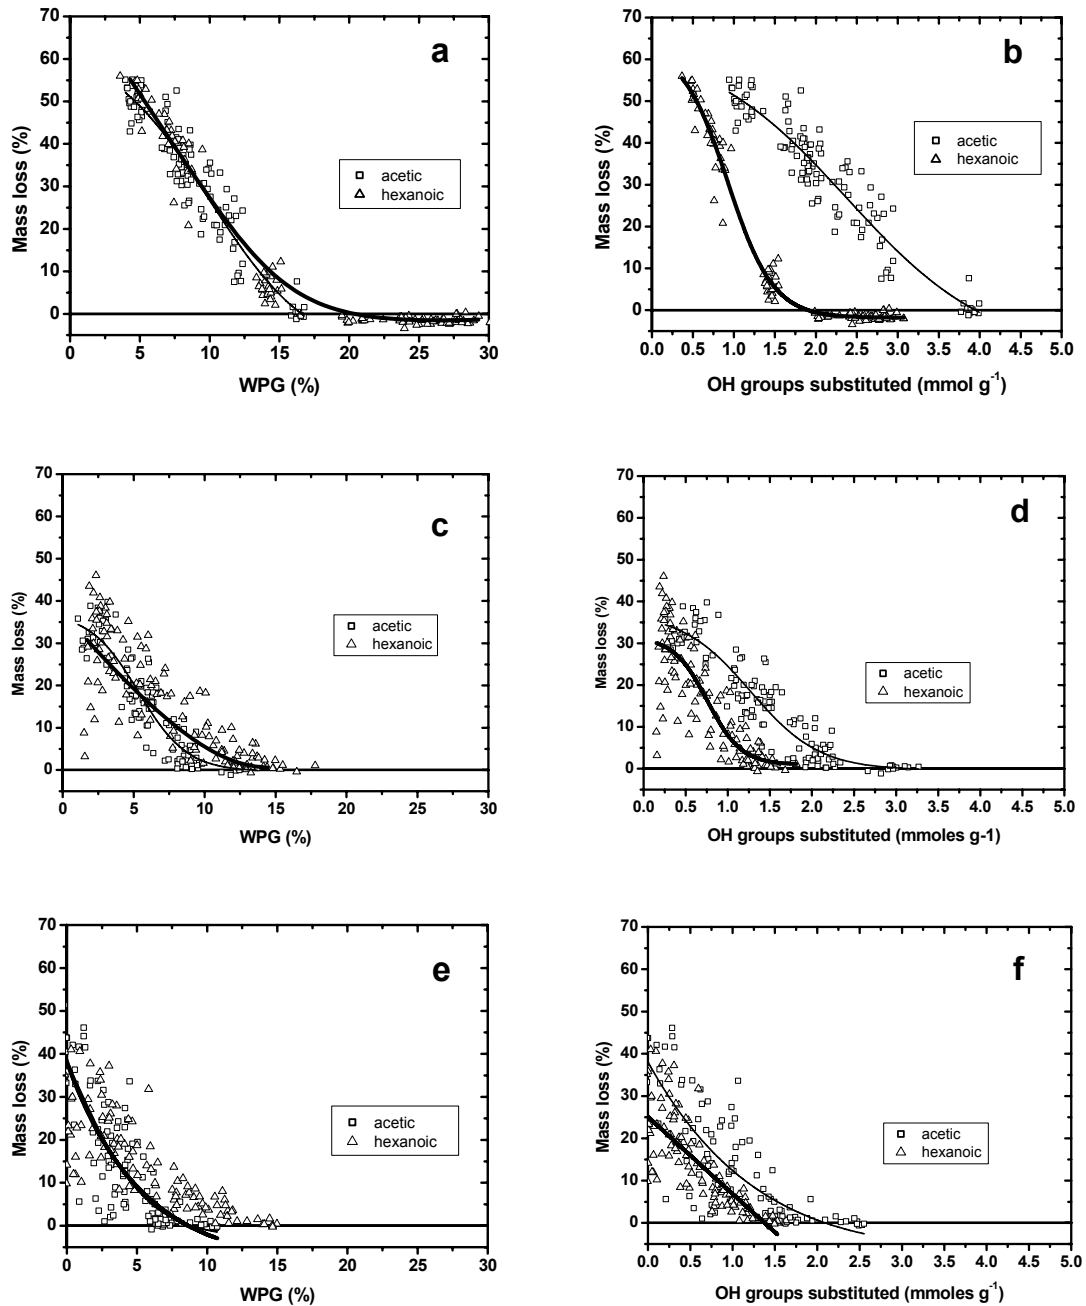 70
60
50
40
30
20
10
0
Mass loss (%)
a
acetic
hexanoic
0 5 10 15 20 25 30
WPG (%)
70
60
50
40
30
20
10
0
Mass loss (%)
b
acetic
hexanoic
0.0 0.5 1.0 1.5 2.0 2.5 3.0 3.5 4.0 4.5 5.0
OH groups substituted (mmol g⁻¹)
70
60
50
40
30
20
10
0
Mass loss (%)
c
acetic
hexanoic
0 5 10 15 20 25 30
WPG (%)
70
60
50
40
30
20
10
0
Mass loss (%)
d
acetic
hexanoic
0.0 0.5 1.0 1.5 2.0 2.5 3.0 3.5 4.0 4.5 5.0
OH groups substituted (mmoles g-1)
70
60
50
40
30
20
10
0
Mass loss (%)
e
acetic
hexanoic
0 5 10 15 20 25 30
WPG (%)
70
60
50
40
30
20
10
0
Mass loss (%)
f
acetic
hexanoic
0.0 0.5 1.0 1.5 2.0 2.5 3.0 3.5 4.0 4.5 5.0
OH groups substituted (mmoles g⁻¹)